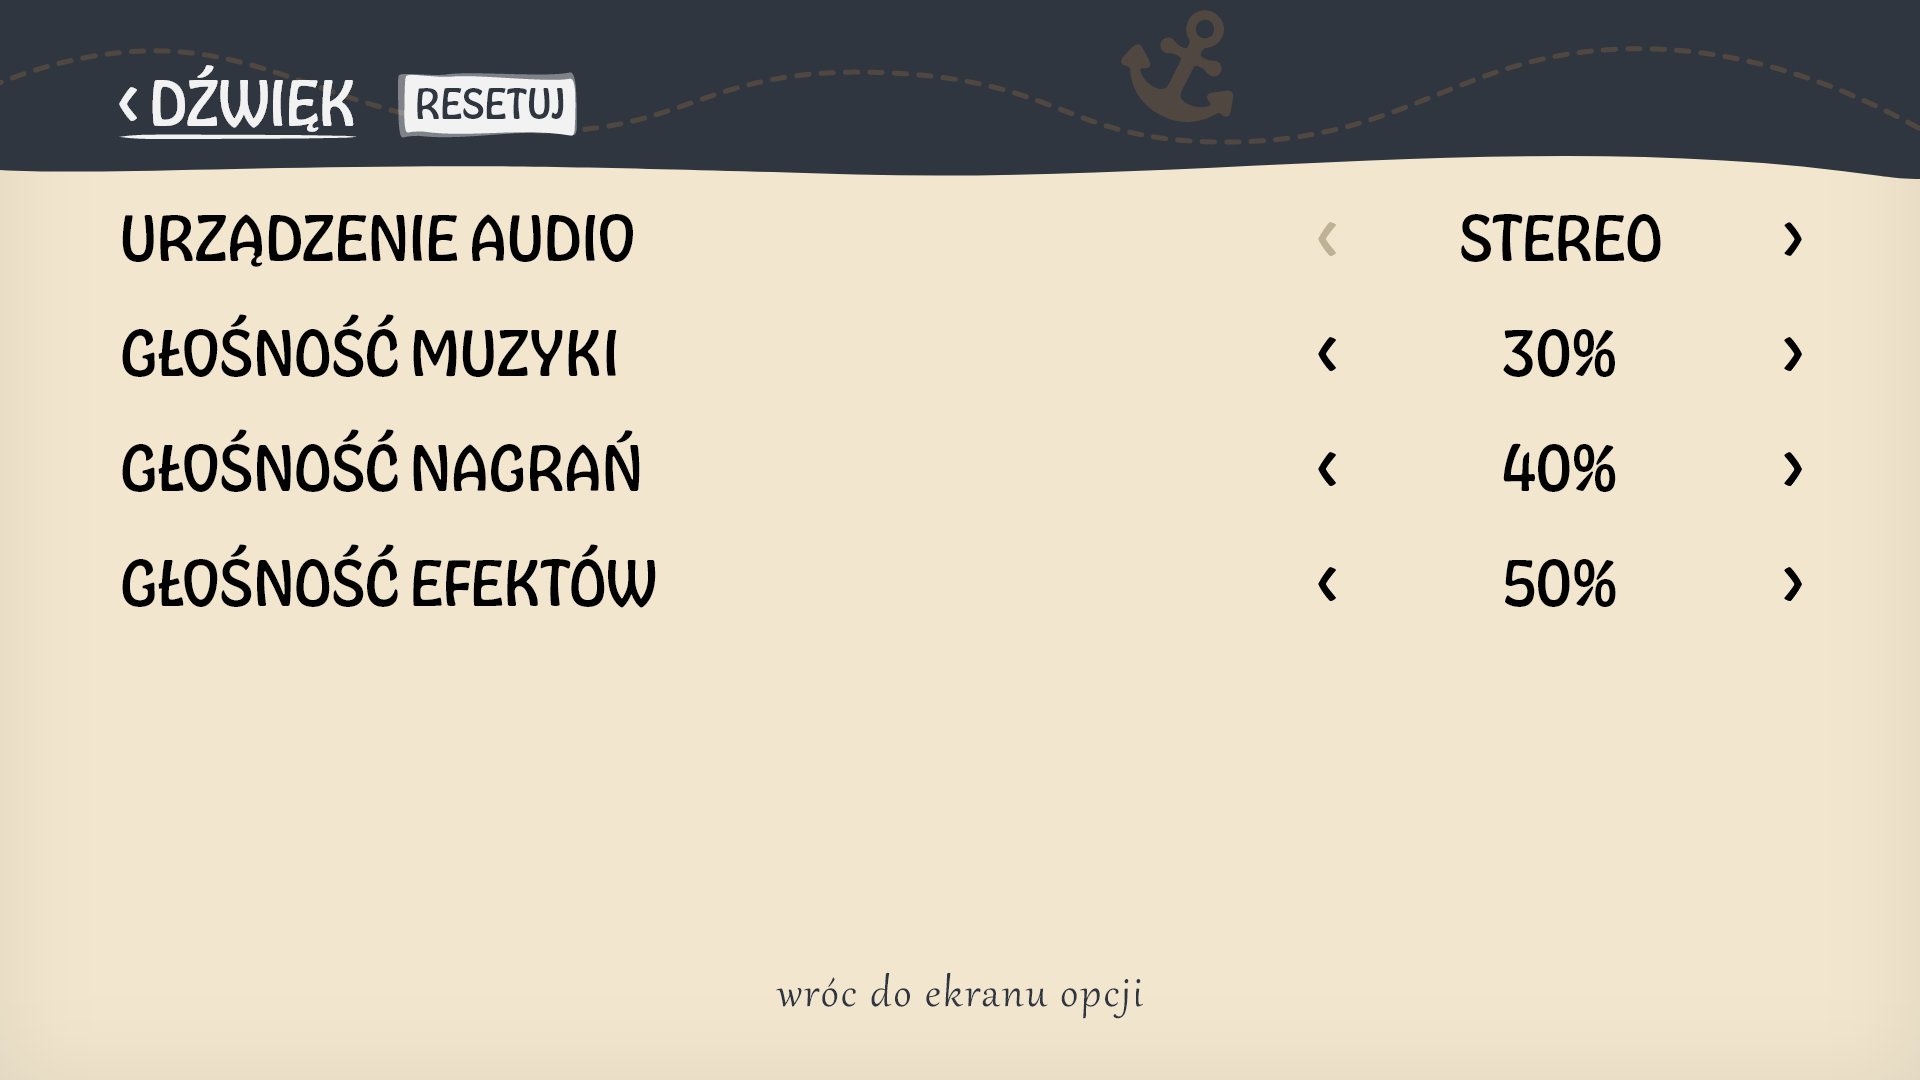 ‹ DŹWIĘK RESETUJ
URZĄDZENIE AUDIO ‹ STEREO ›
GŁOŚNOŚĆ MUZYKI ‹ 30% ›
GŁOŚNOŚĆ NAGRAŃ ‹ 40% ›
GŁOŚNOŚĆ EFEKTÓW ‹ 50% ›
wróc do ekranu opcji